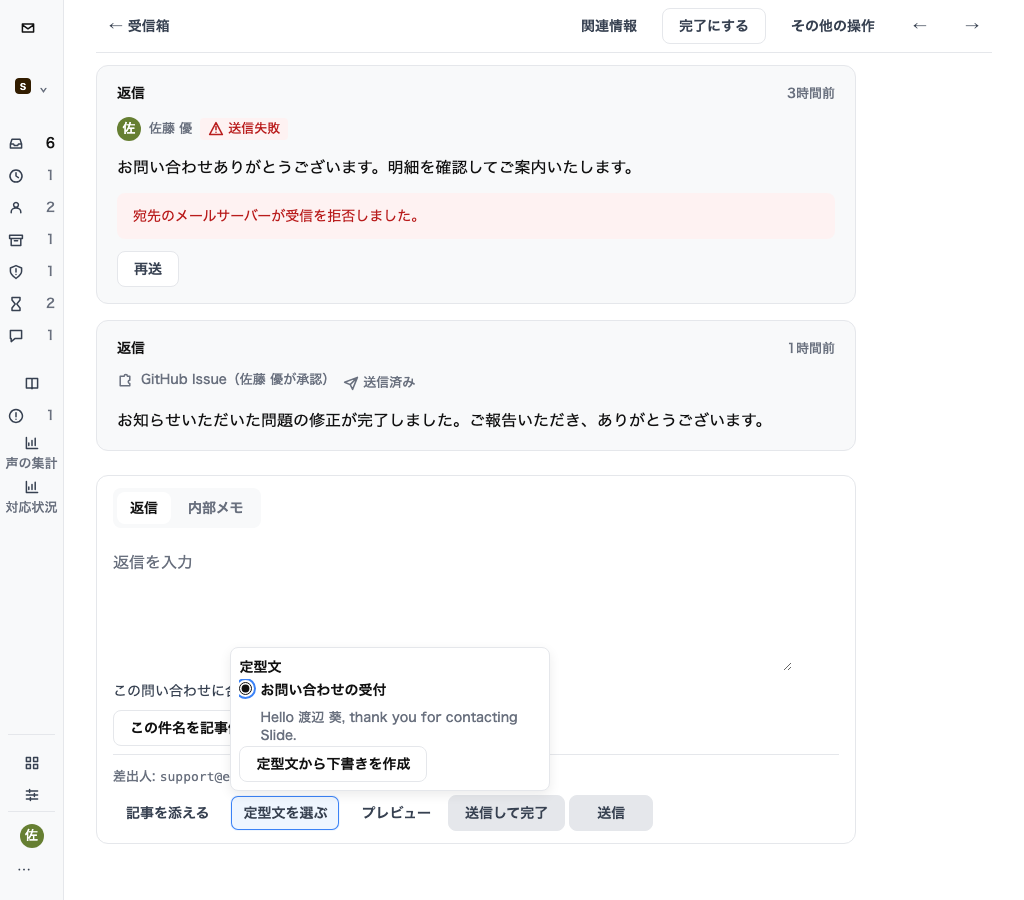 ← 受信箱
関連情報
完了にする
その他の操作
←
→
S
6
1
2
1
1
2
1
1
声の集計
対応状況
佐
…
返信
3時間前
佐
佐藤 優
送信失敗
お問い合わせありがとうございます。明細を確認してご案内いたします。
宛先のメールサーバーが受信を拒否しました。
再送
返信
1時間前
GitHub Issue（佐藤 優が承認）
送信済み
お知らせいただいた問題の修正が完了しました。ご報告いただき、ありがとうございます。
返信
内部メモ
返信を入力
この問い合わせに
この件名を記事
定型文
お問い合わせの受付
Hello 渡辺 葵, thank you for contacting
Slide.
定型文から下書きを作成
差出人: support@e
記事を添える
定型文を選ぶ
プレビュー
送信して完了
送信